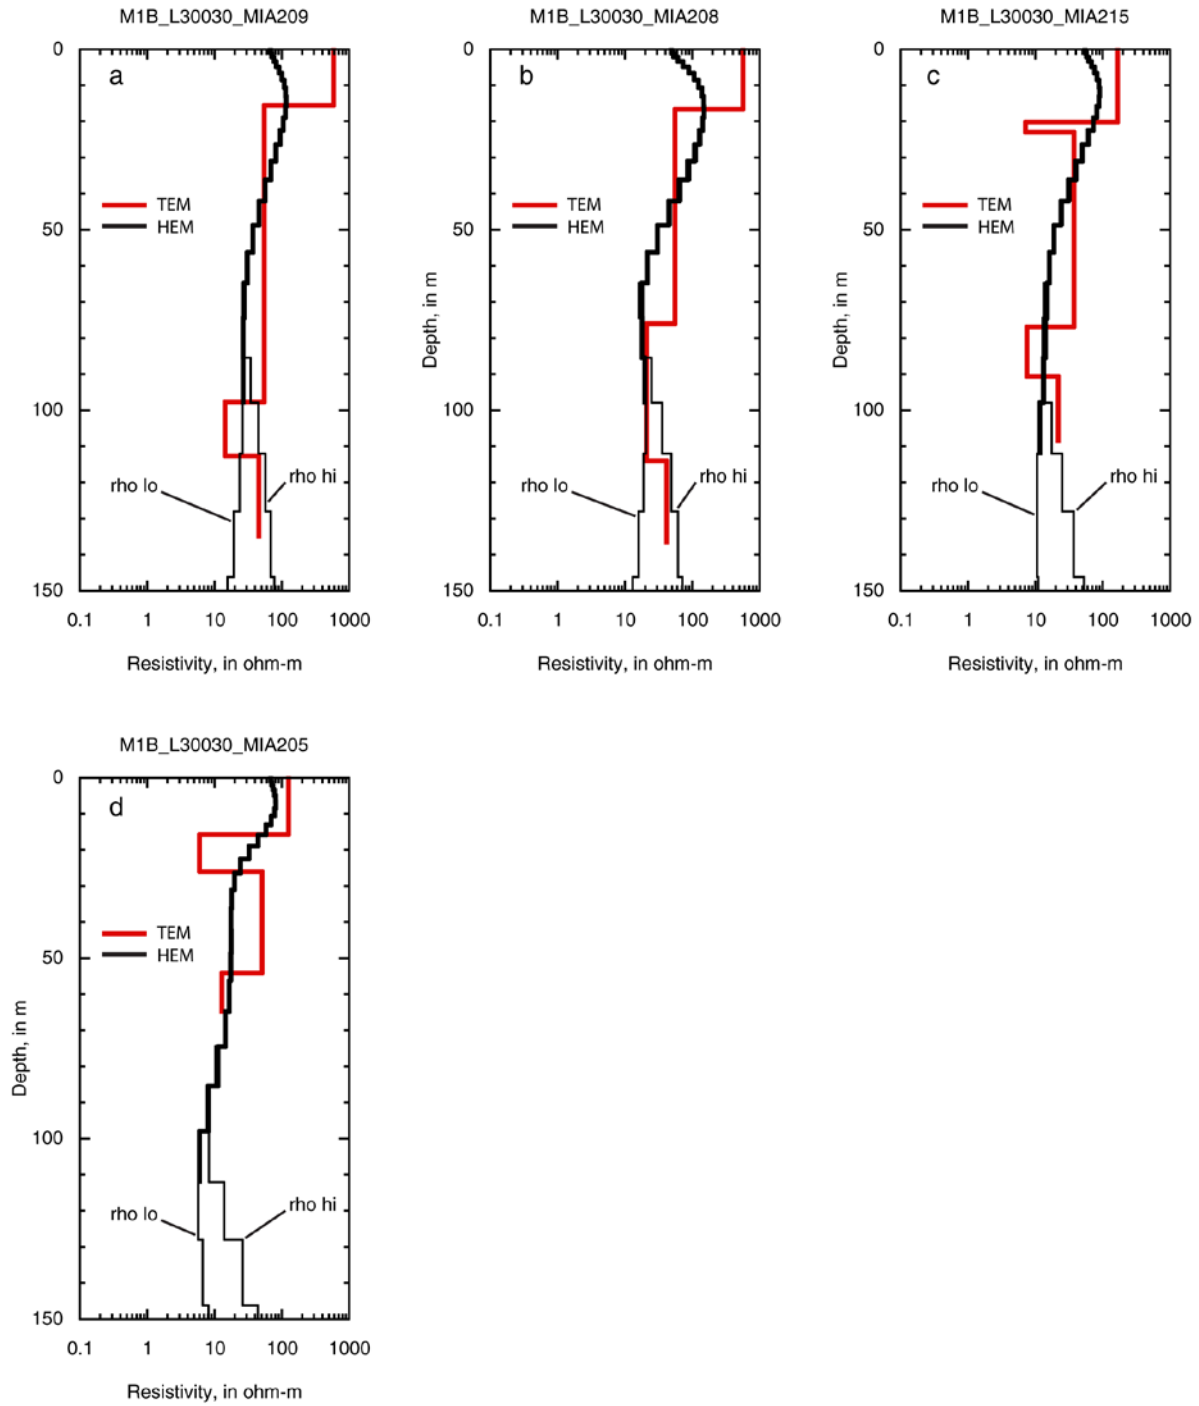 M1B_L30030_MIA209
M1B_L30030_MIA208
M1B_L30030_MIA215
0
50
100
150
a
TEM
HEM
rho lo
rho hi
0.1 1 10 100 1000
Resistivity, in ohm-m
Depth, in m
0
50
100
150
b
TEM
HEM
rho lo
rho hi
0.1 1 10 100 1000
Resistivity, in ohm-m
Depth, in m
0
50
100
150
c
TEM
HEM
rho lo
rho hi
0.1 1 10 100 1000
Resistivity, in ohm-m
M1B_L30030_MIA205
Depth, in m
0
50
100
150
d
TEM
HEM
rho lo
rho hi
0.1 1 10 100 1000
Resistivity, in ohm-m